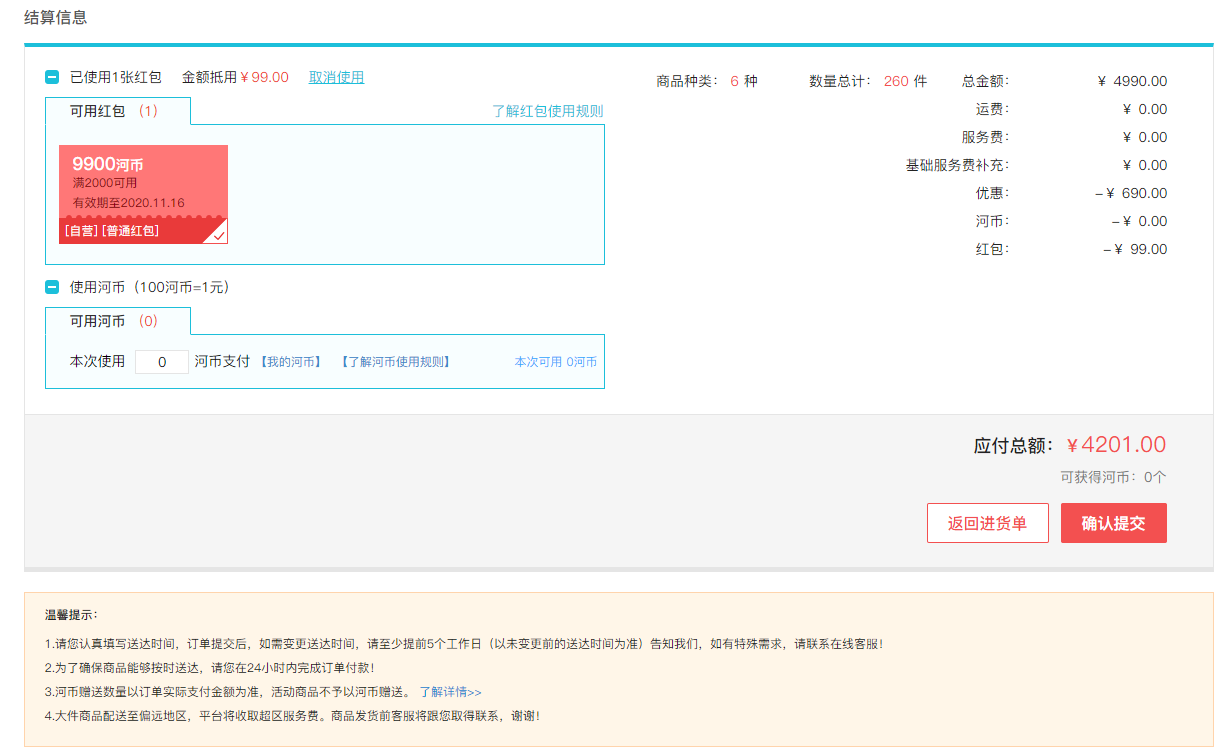 结算信息
已使用1张红包 金额抵用￥99.00 取消使用
可用红包 （1）
了解红包使用规则
9900河币
满2000可用
有效期至2020.11.16
[自营] [普通红包]
使用河币（100河币=1元）
可用河币 （0）
本次使用 0 河币支付 【我的河币】 【了解河币使用规则】 本次可用 0河币
商品种类： 6 种 数量总计： 260 件 总金额： ￥ 4990.00
运费： ￥ 0.00
服务费： ￥ 0.00
基础服务费补充： ￥ 0.00
优惠： -￥ 690.00
河币： -￥ 0.00
红包： -￥ 99.00
应付总额： ￥4201.00
可获得河币：0个
返回进货单 确认提交
温馨提示：
1.请您认真填写送达时间，订单提交后，如需变更送达时间，请至少提前5个工作日（以未变更前的送达时间为准）告知我们，如有特殊需求，请联系在线客服！
2.为了确保商品能够按时送达，请您在24小时内完成订单付款！
3.河币赠送数量以订单实际支付金额为准，活动商品不予以河币赠送。 了解详情>>
4.大件商品配送至偏远地区，平台将收取超区服务费。商品发货前客服将跟您取得联系，谢谢！